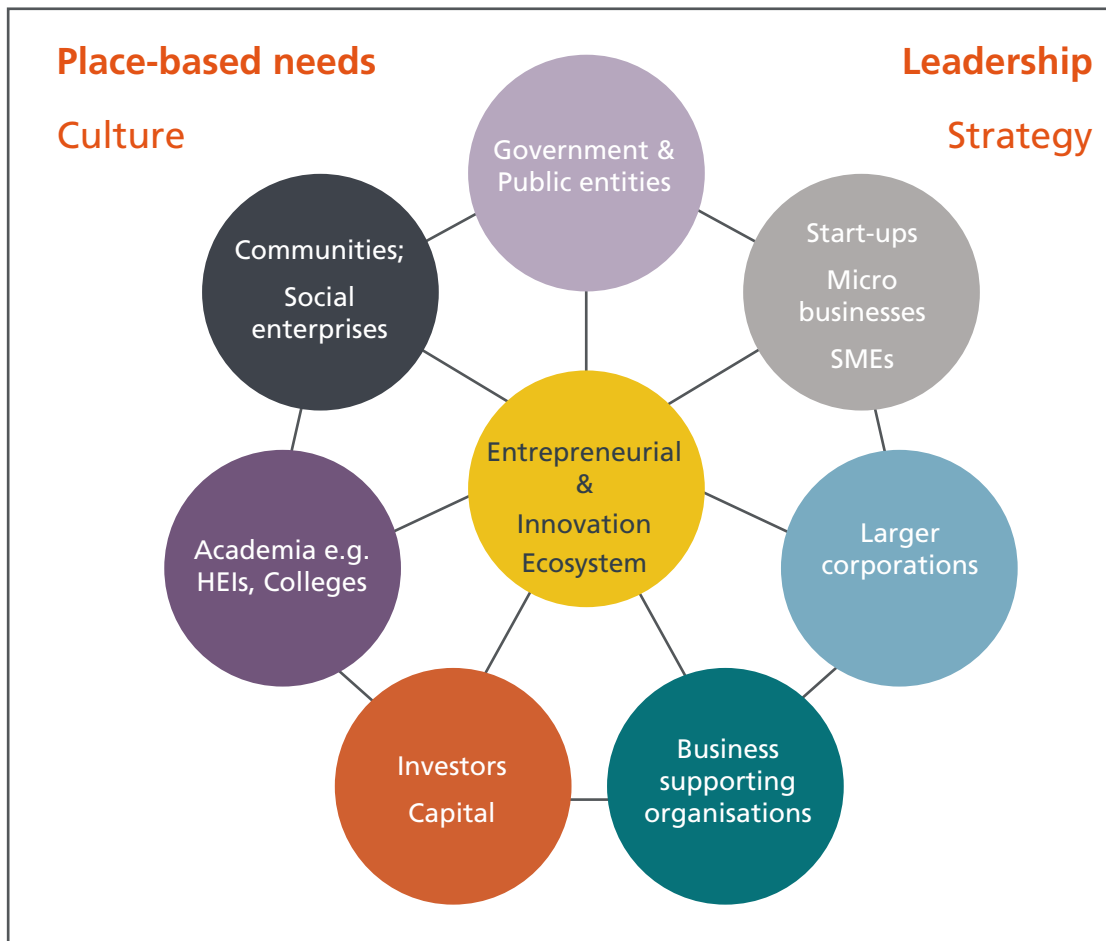 Place-based needs
Leadership
Culture
Strategy
Government &
Public entities
Communities;
Social
enterprises
Start-ups
Micro
businesses
SMEs
Entrepreneurial
&
Innovation
Ecosystem
Academia e.g.
HEIs, Colleges
Larger
corporations
Investors
Capital
Business
supporting
organisations